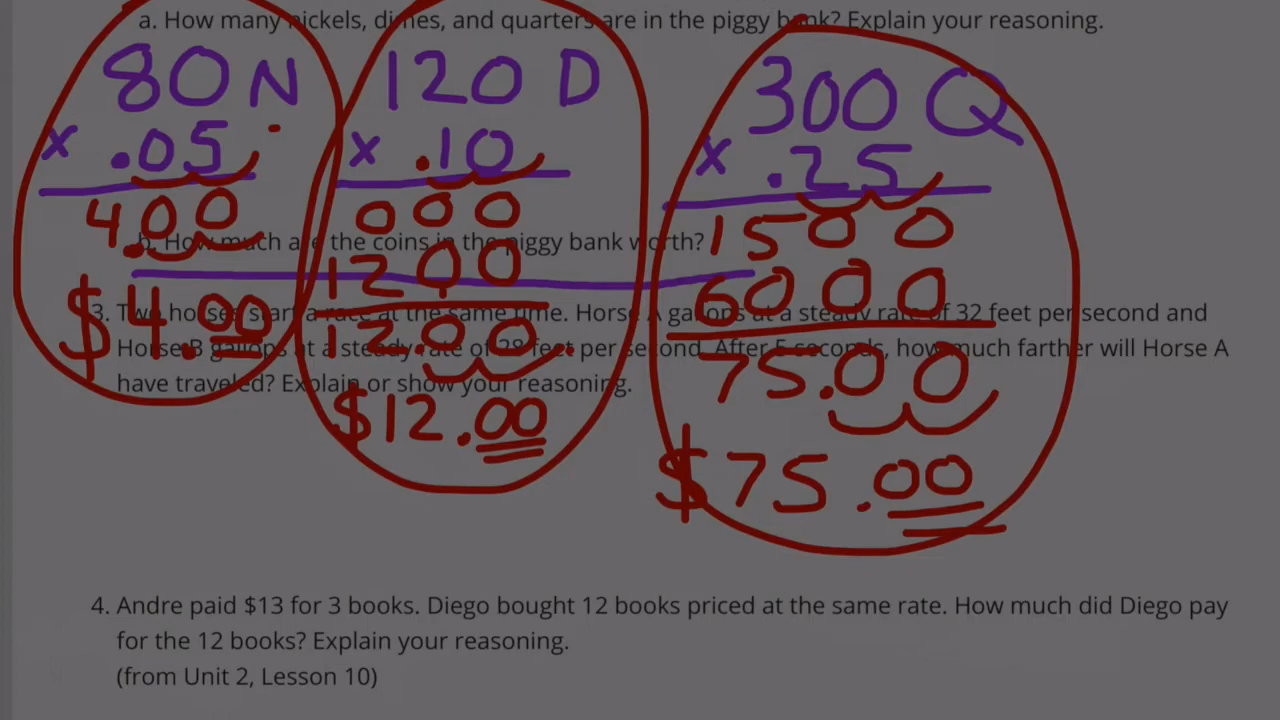 a. How many nickels, dimes, and quarters are in the piggy bank? Explain your reasoning.
80 N
x .05
400
$4.00
120 D
x .10
000
1200
12.00.
$12.00
300 Q
x .25
1500
6000
75.00
$75.00
b. How much are the coins in the piggy bank worth?
3. Two horses start a race at the same time. Horse A gallops at a steady rate of 32 feet per second and
Horse B gallops at a steady rate of 28 feet per second. After 5 seconds, how much farther will Horse A
have traveled? Explain or show your reasoning.
4. Andre paid $13 for 3 books. Diego bought 12 books priced at the same rate. How much did Diego pay
for the 12 books? Explain your reasoning.
(from Unit 2, Lesson 10)